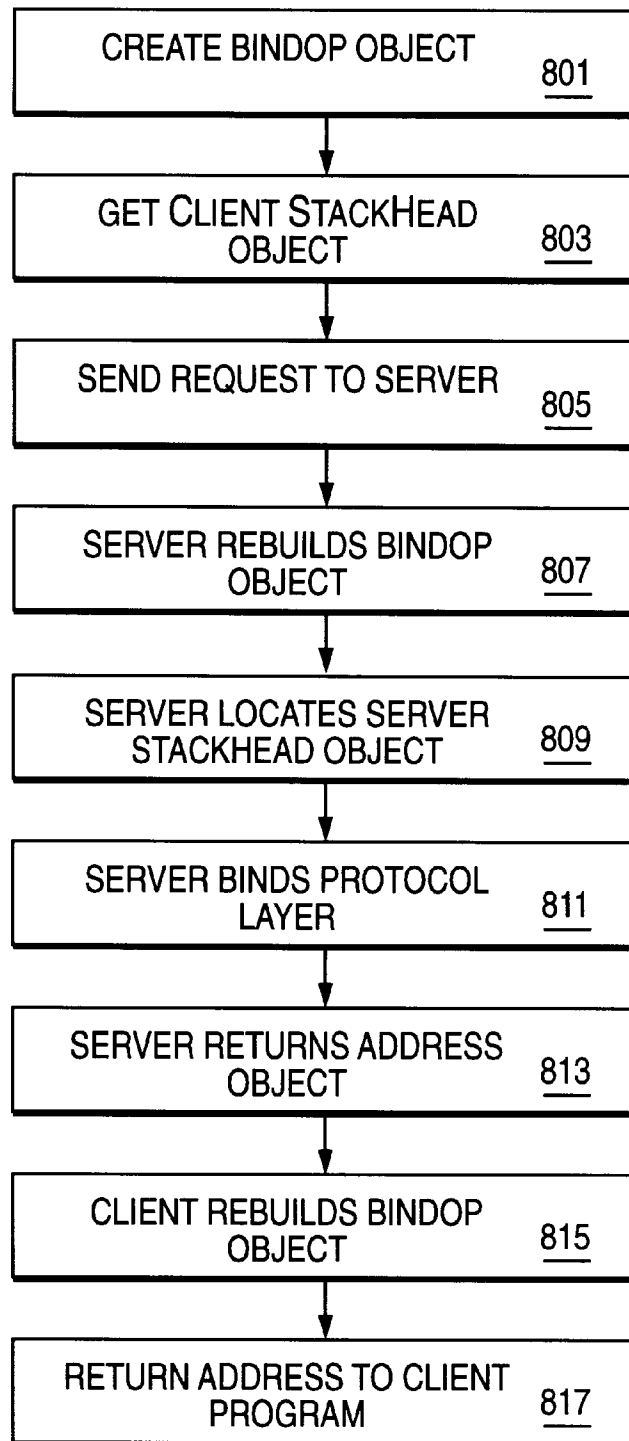 CREATE BINDOP OBJECT
801
GET CLIENT STACKHEAD
OBJECT
803
SEND REQUEST TO SERVER
805
SERVER REBUILDS BINDOP
OBJECT
807
SERVER LOCATES SERVER
STACKHEAD OBJECT
809
SERVER BINDS PROTOCOL
LAYER
811
SERVER RETURNS ADDRESS
OBJECT
813
CLIENT REBUILDS BINDOP
OBJECT
815
RETURN ADDRESS TO CLIENT
PROGRAM
817